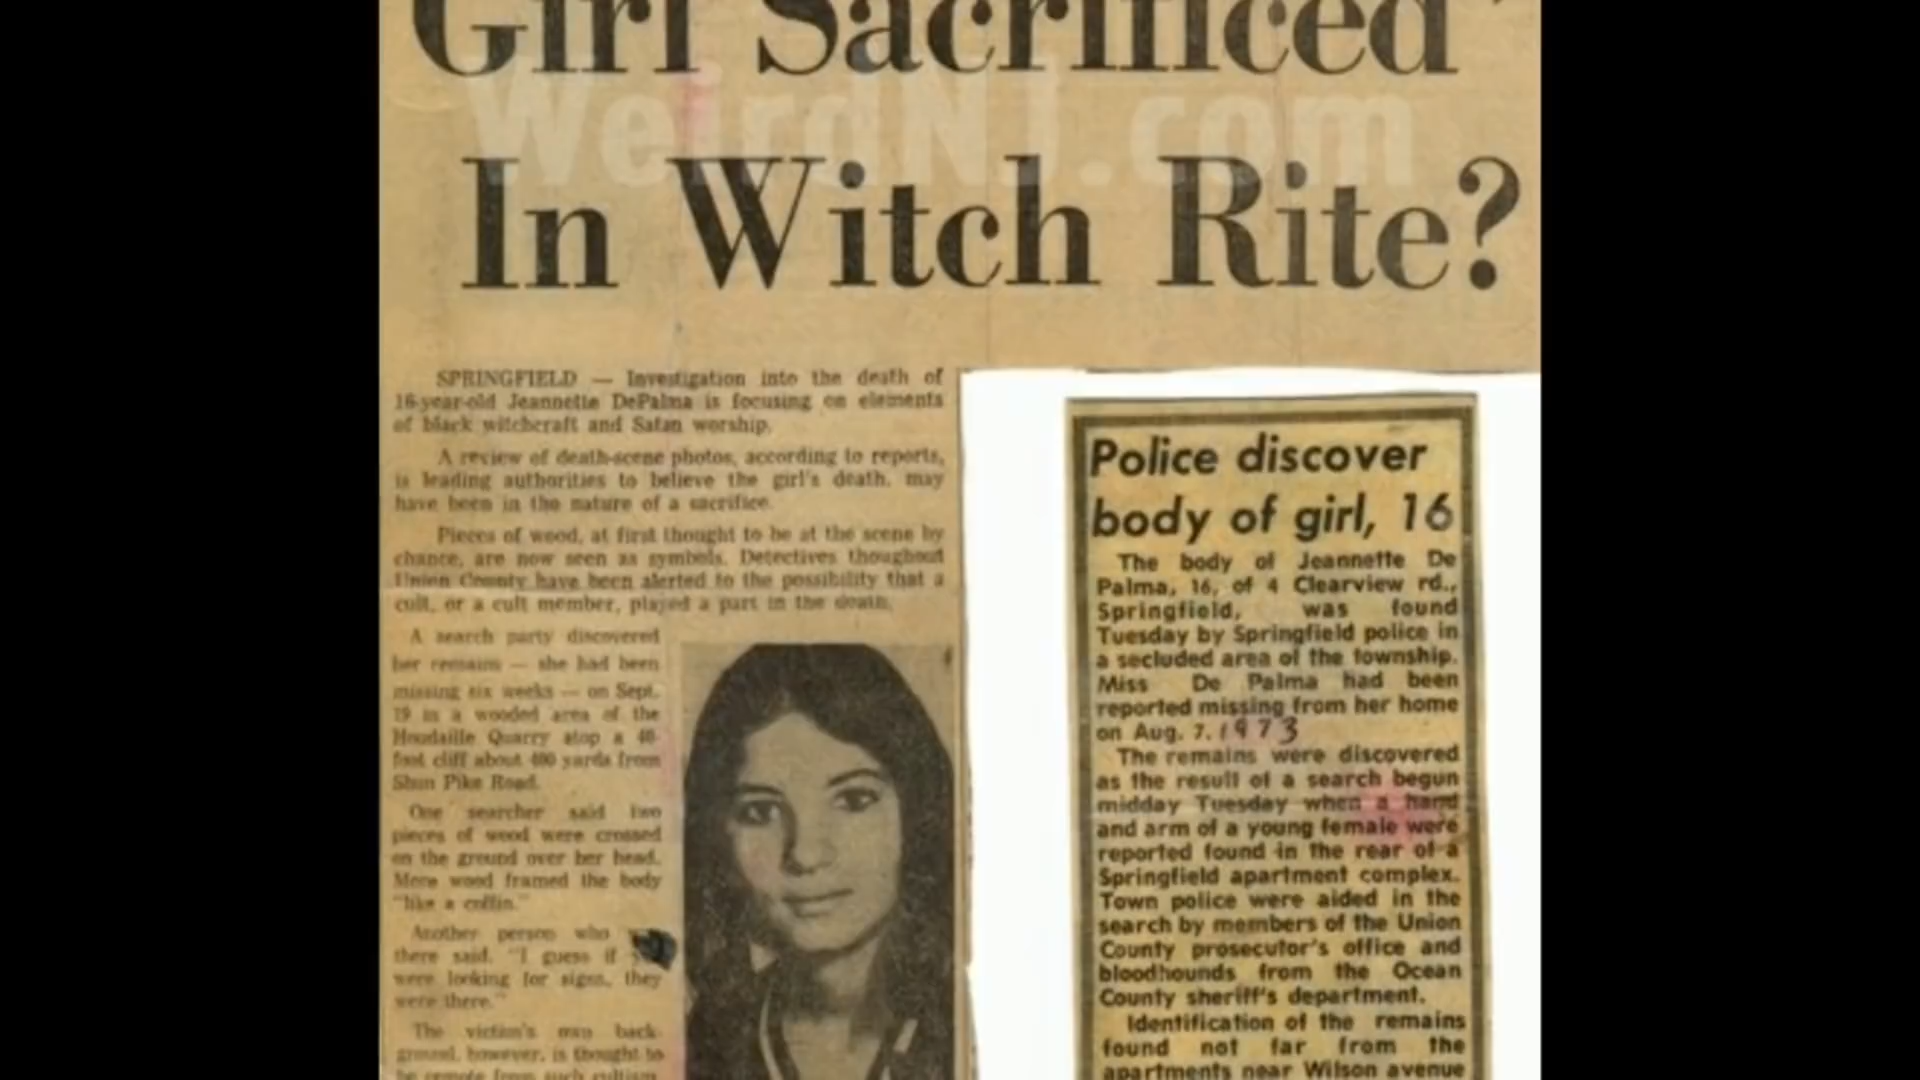 Girl Sacrificed
WeirdNJ.com
In Witch Rite?
SPRINGFIELD — Investigation into the death of
16-year-old Jeannette DePalma is focusing on elements
of black witchcraft and Satan worship.
A review of death-scene photos, according to reports,
is leading authorities to believe the girl's death, may
have been in the nature of a sacrifice.
Pieces of wood, at first thought to be at the scene by
chance, are now seen as symbols. Detectives thoughout
Union County have been alerted to the possibility that a
cult, or a cult member, played a part in the death.
A search party discovered
her remains — she had been
missing six weeks — on Sept.
19 in a wooded area of the
Houdaille Quarry atop a 40-
foot cliff about 400 yards from
Shun Pike Road.
One searcher said two
pieces of wood were crossed
on the ground over her head.
More wood framed the body
"like a coffin."
Another person who
there said, "I guess if
were looking for signs, they
were there."
The victim's own back-
ground, however, is thought to
be remote from such cultism.
Police discover
body of girl, 16
The body of Jeannette De
Palma, 16, of 4 Clearview rd.,
Springfield, was found
Tuesday by Springfield police in
a secluded area of the township.
Miss De Palma had been
reported missing from her home
on Aug. 7. 1973
The remains were discovered
as the result of a search begun
midday Tuesday when a hand
and arm of a young female were
reported found in the rear of a
Springfield apartment complex.
Town police were aided in the
search by members of the Union
County prosecutor's office and
bloodhounds from the Ocean
County sheriff's department.
Identification of the remains
found not far from the
apartments near Wilson avenue